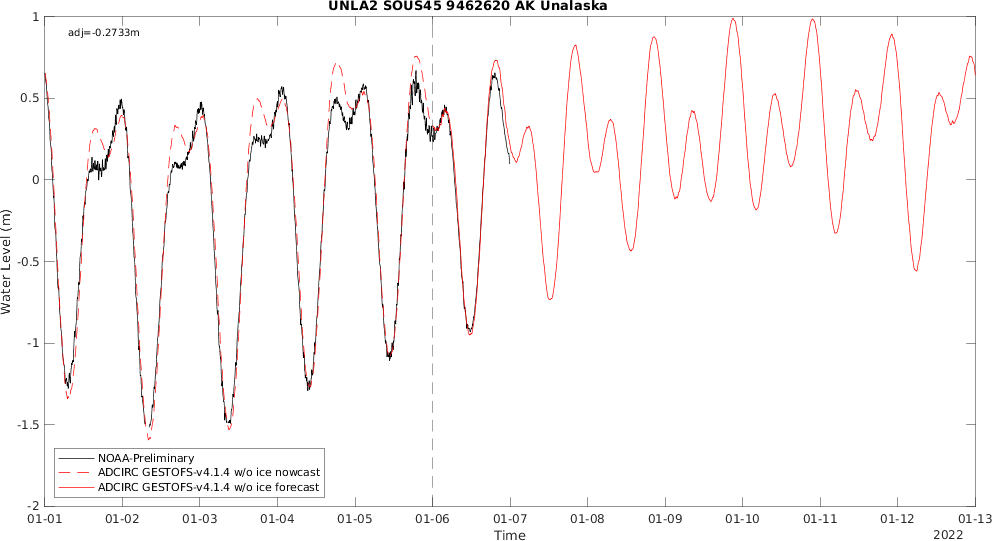 UNLA2 SOUS45 9462620 AK Unalaska
adj=-0.2733m
1
0.5
0
-0.5
-1
-1.5
-2
Water Level (m)
NOAA-Preliminary
ADCIRC GESTOFS-v4.1.4 w/o ice nowcast
ADCIRC GESTOFS-v4.1.4 w/o ice forecast
01-01 01-02 01-03 01-04 01-05 01-06 01-07 01-08 01-09 01-10 01-11 01-12 01-13
Time
2022